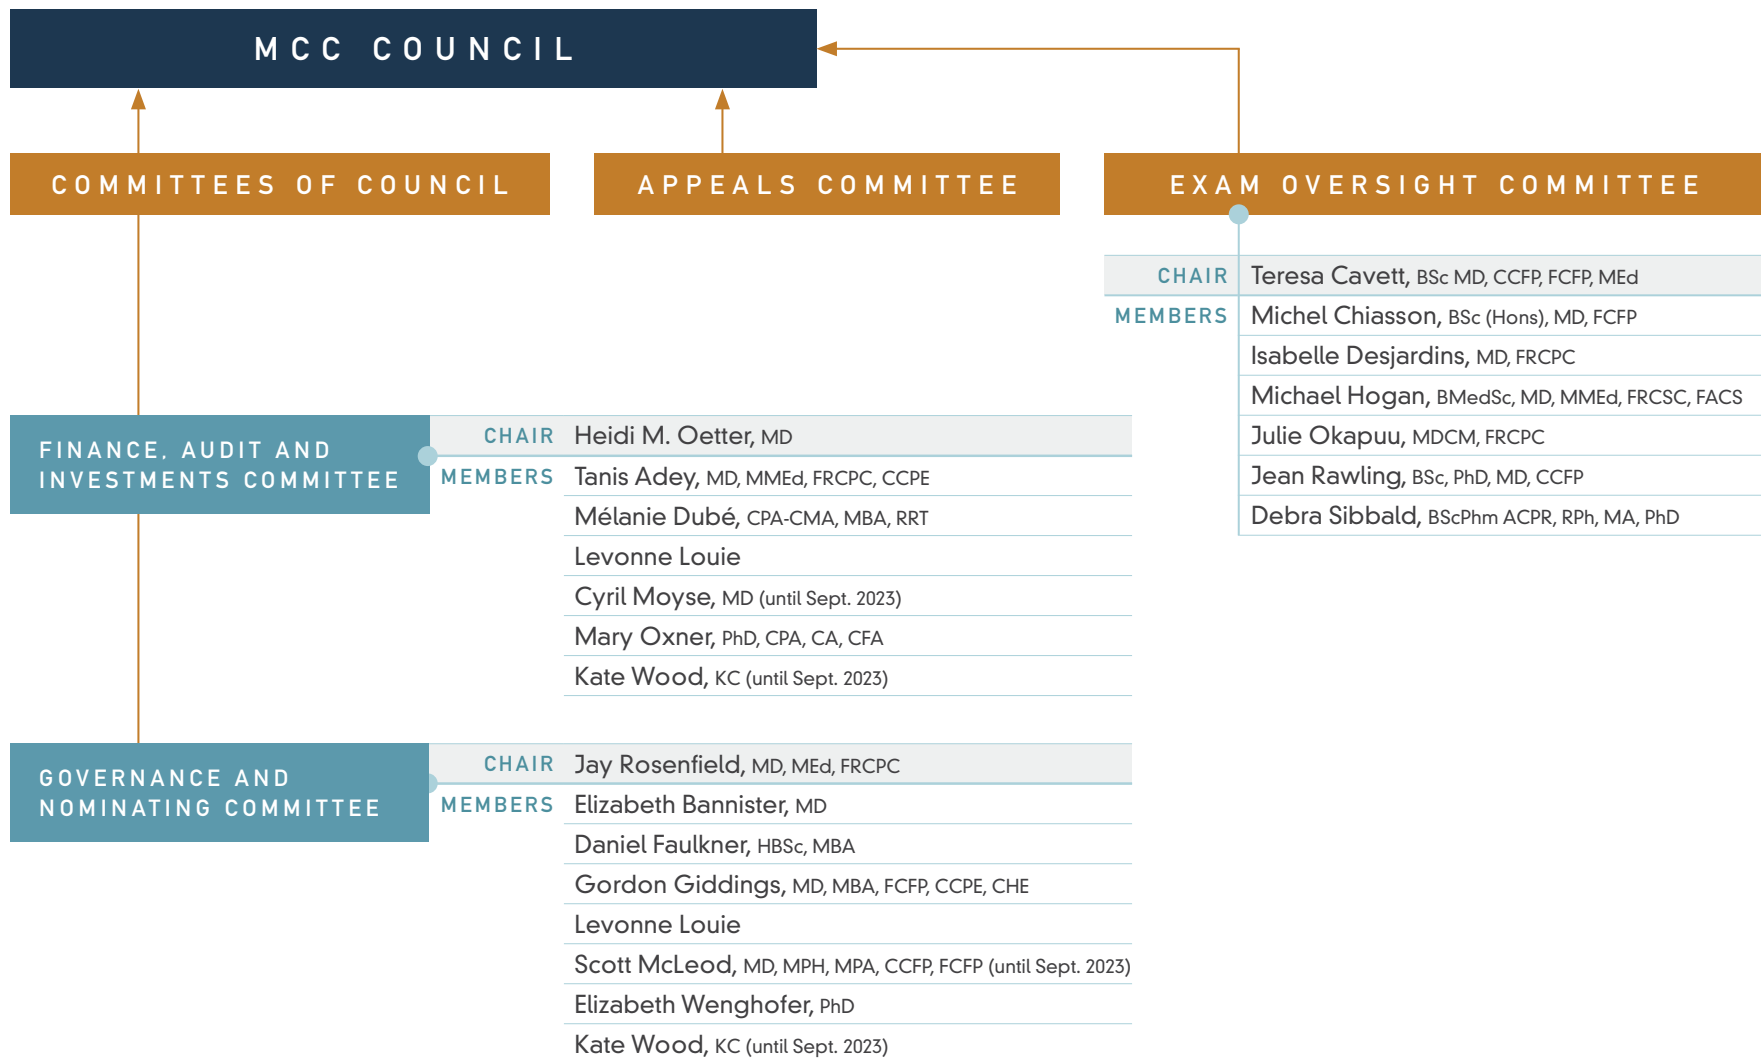 MCC COUNCIL
COMMITTEES OF COUNCIL
APPEALS COMMITTEE
EXAM OVERSIGHT COMMITTEE
CHAIR Teresa Cavett, BSc MD, CCFP, FCFP, MEd
MEMBERS Michel Chiasson, BSc (Hons), MD, FCFP
Isabelle Desjardins, MD, FRCPC
Michael Hogan, BMedSc, MD, MMEd, FRCSC, FACS
Julie Okapuu, MDCM, FRCPC
Jean Rawling, BSc, PhD, MD, CCFP
Debra Sibbald, BScPhm ACPR, RPh, MA, PhD
FINANCE, AUDIT AND
INVESTMENTS COMMITTEE
CHAIR Heidi M. Oetter, MD
MEMBERS Tanis Adey, MD, MMEd, FRCPC, CCPE
Mélanie Dubé, CPA-CMA, MBA, RRT
Levonne Louie
Cyril Moyse, MD (until Sept. 2023)
Mary Oxner, PhD, CPA, CA, CFA
Kate Wood, KC (until Sept. 2023)
GOVERNANCE AND
NOMINATING COMMITTEE
CHAIR Jay Rosenfield, MD, MEd, FRCPC
MEMBERS Elizabeth Bannister, MD
Daniel Faulkner, HBSc, MBA
Gordon Giddings, MD, MBA, FCFP, CCPE, CHE
Levonne Louie
Scott McLeod, MD, MPH, MPA, CCFP, FCFP (until Sept. 2023)
Elizabeth Wenghofer, PhD
Kate Wood, KC (until Sept. 2023)